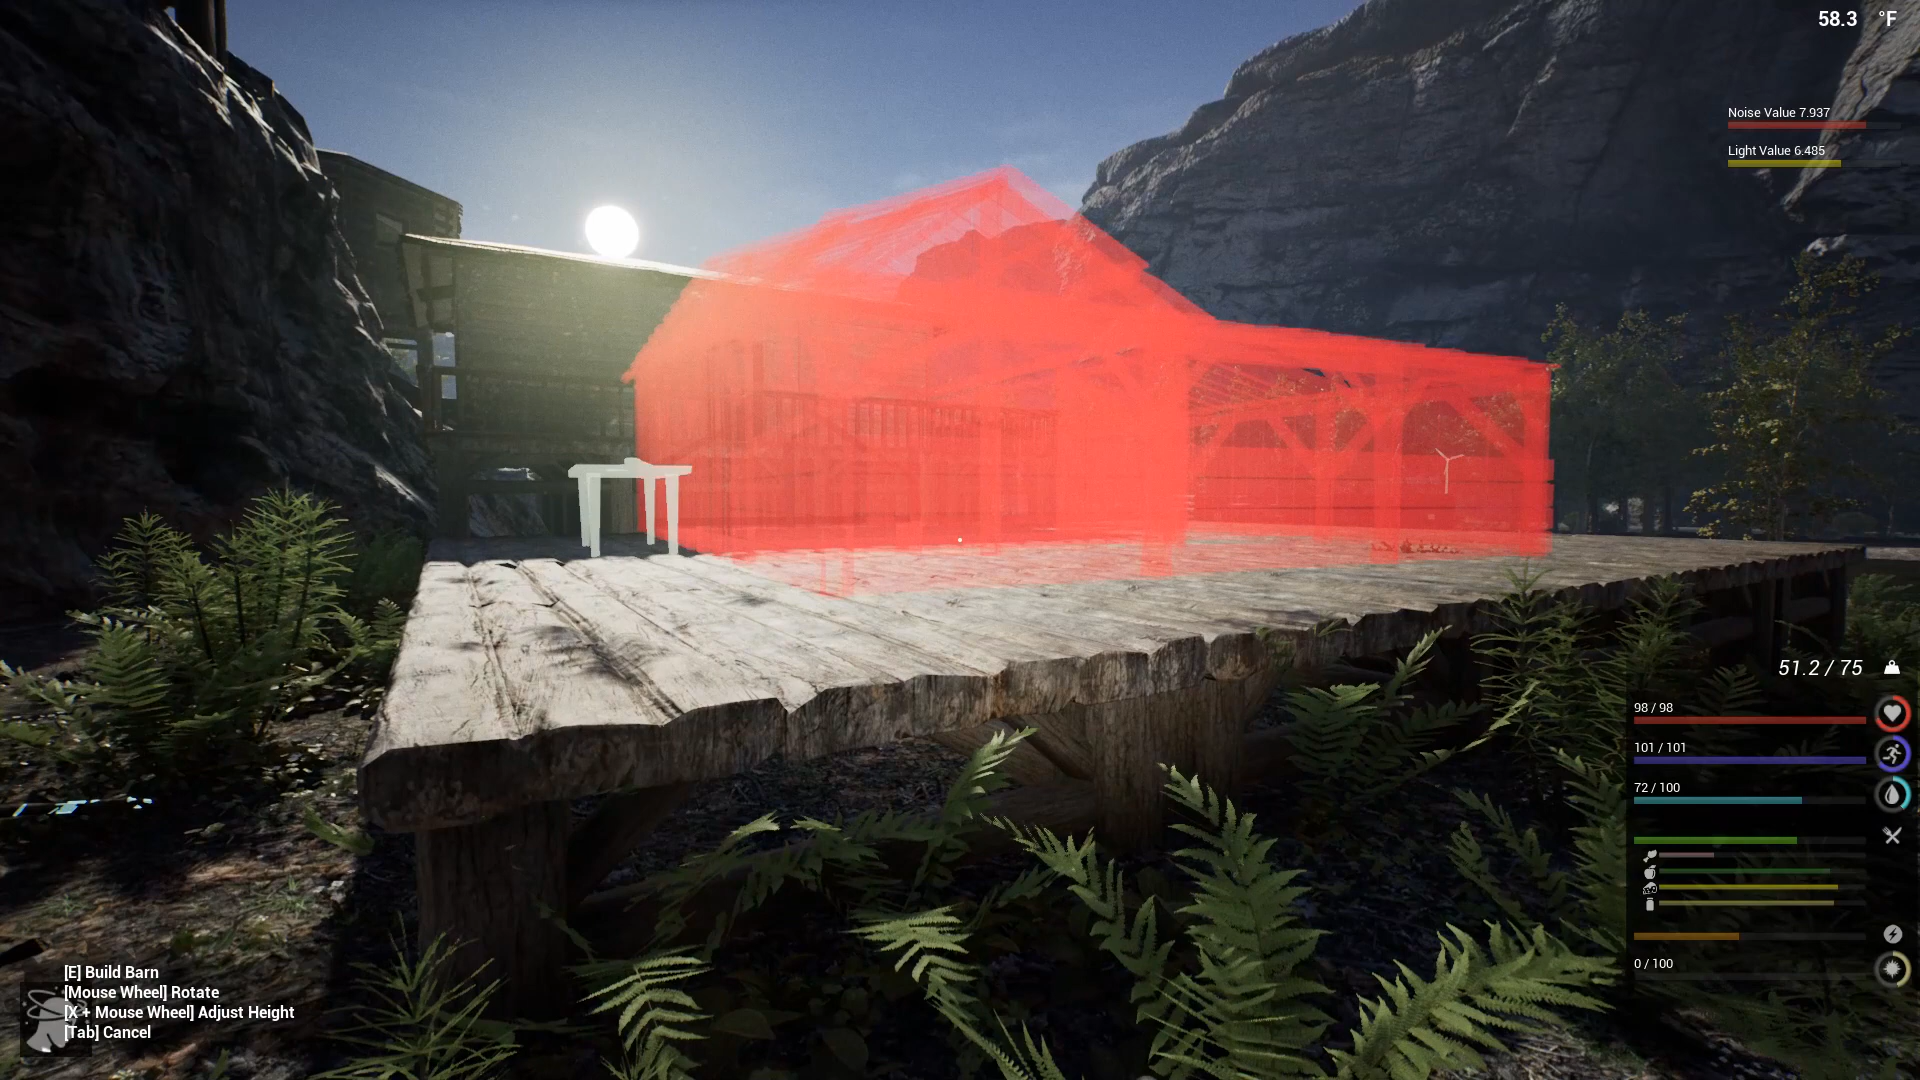 58.3 °F
Noise Value 7.937
Light Value 6.485
51.2 / 75
98 / 98
101 / 101
72 / 100
0 / 100
[E] Build Barn
[Mouse Wheel] Rotate
[X + Mouse Wheel] Adjust Height
[Tab] Cancel